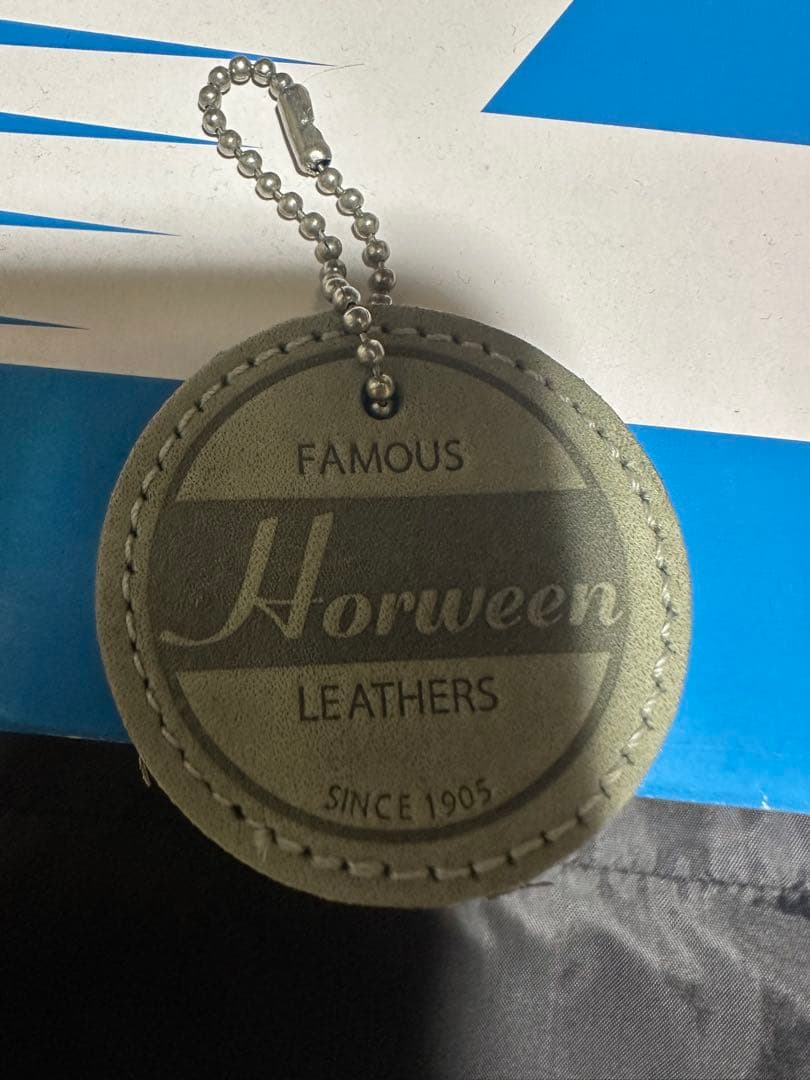 FAMOUS
Horween
LEATHERS
SINCE 1905